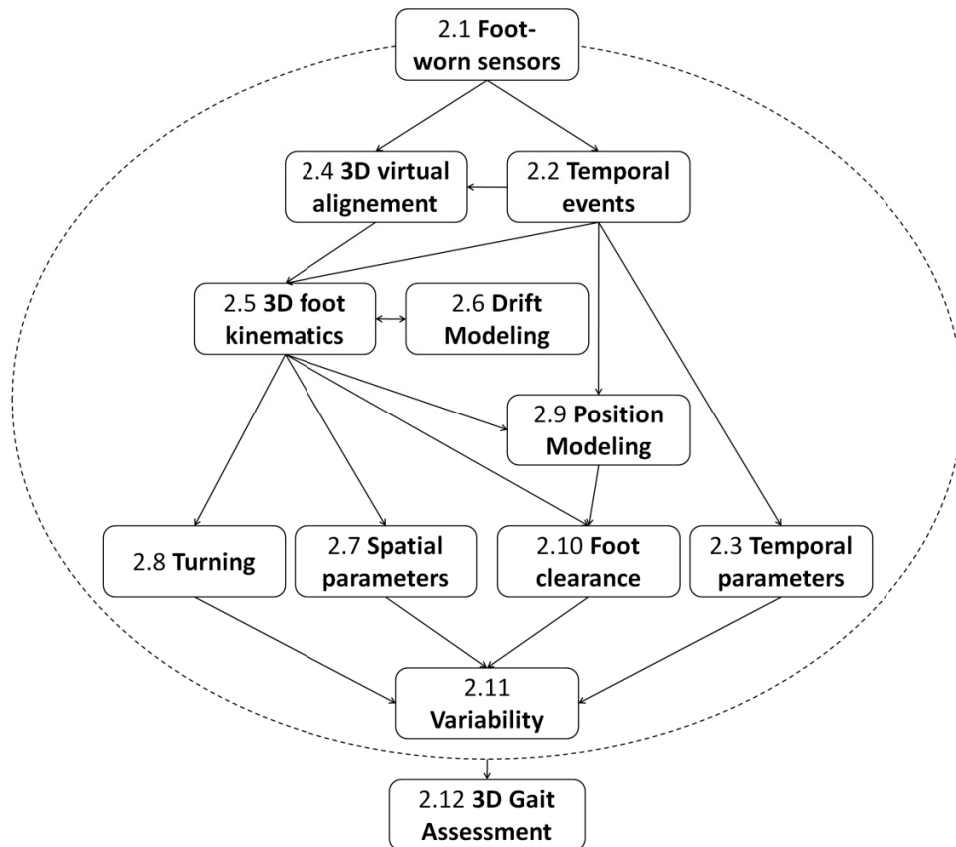 2.1 Foot-
worn sensors
2.4 3D virtual
alignement
2.2 Temporal
events
2.5 3D foot
kinematics
2.6 Drift
Modeling
2.9 Position
Modeling
2.8 Turning
2.7 Spatial
parameters
2.10 Foot
clearance
2.3 Temporal
parameters
2.11
Variability
2.12 3D Gait
Assessment